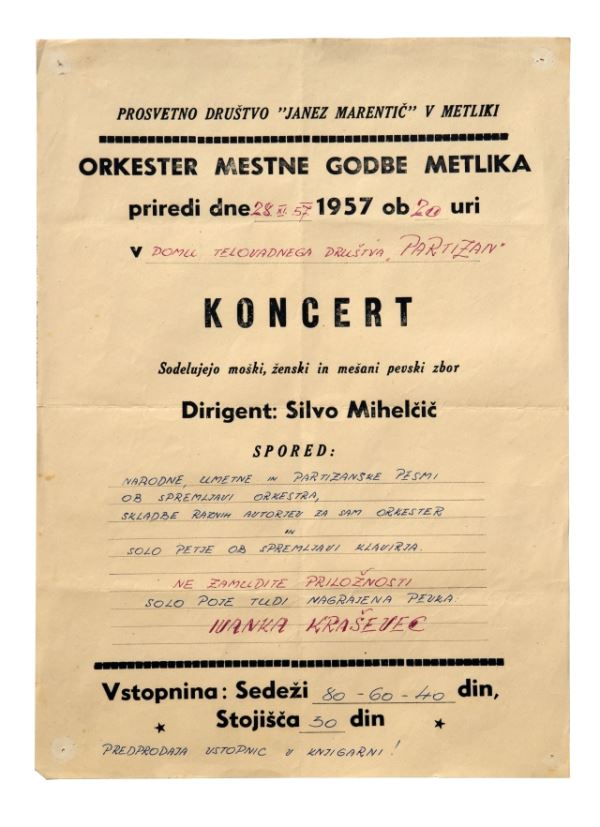 PROSVETNO DRUŠTVO "JANEZ MARENTIČ" V METLIKI
ORKESTER MESTNE GODBE METLIKA
priredi dne 28. XI. 57 1957 ob 20 uri
v DOMU TELOVADNEGA DRUŠTVA „PARTIZAN"
KONCERT
Sodelujejo moški, ženski in mešani pevski zbor
Dirigent: Silvo Mihelčič
SPORED:
NARODNE, UMETNE IN PARTIZANSKE PESMI
OB SPREMLJAVI ORKESTRA,
SKLADBE RAZNIH AVTORJEV ZA SAM ORKESTER
IN
SOLO PETJE OB SPREMLJAVI KLAVIRJA.
NE ZAMUDITE PRILOŽNOSTI
SOLO POJE TUDI NAGRAJENA PEVKA:
IVANKA KRAŠEVEC
Vstopnina: Sedeži 80-60-40 din,
Stojišča 30 din
PREDPRODAJA VSTOPNIC V KNJIGARNI!